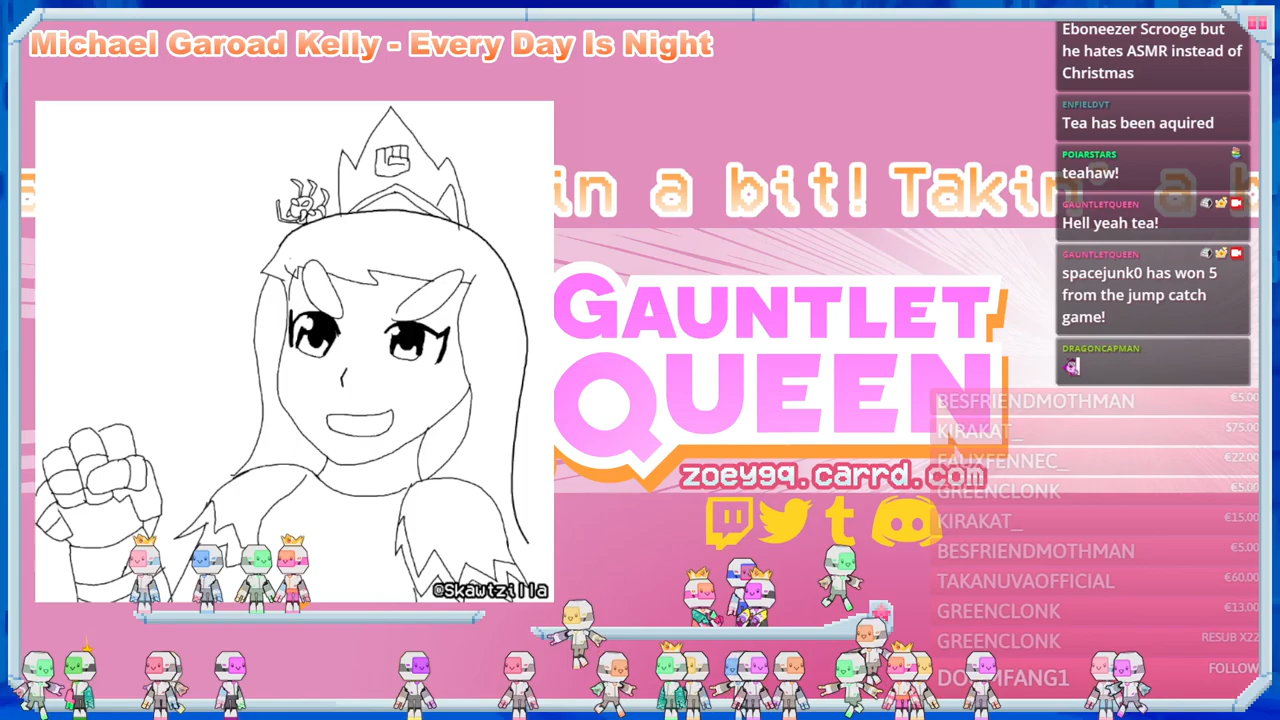 Michael Garoad Kelly - Every Day Is Night
in a bit! Takin' a b
GAUNTLET
QUEEN
zoeygq.carrd.com
@Skawtzilla
Eboneezer Scrooge but
he hates ASMR instead of
Christmas
ENFIELDVT
Tea has been aquired
POIARSTARS
teahaw!
GAUNTLETQUEEN
Hell yeah tea!
GAUNTLETQUEEN
spacejunk0 has won 5
from the jump catch
game!
DRAGONCAPMAN
BESFRIENDMOTHMAN €5.00
KIRAKAT_ $75.00
FAUXFENNEC_ €22.00
GREENCLONK €5.00
KIRAKAT_ €15.00
BESFRIENDMOTHMAN €5.00
TAKANUVAOFFICIAL €60.00
GREENCLONK €13.00
GREENCLONK RESUB X22
FOLLOW